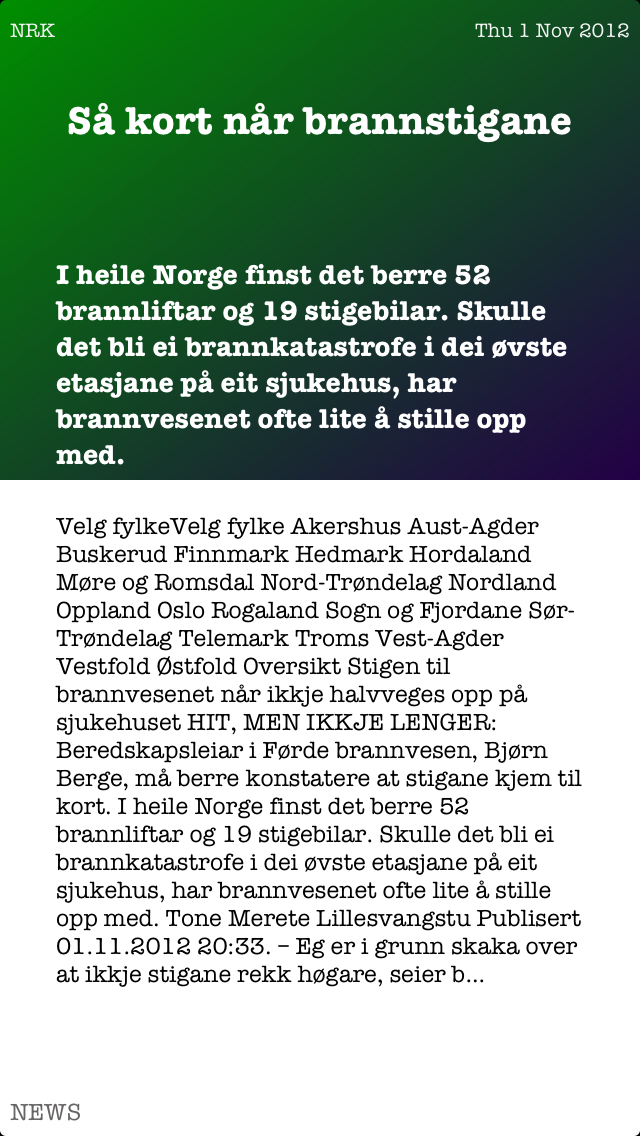 NRK
Thu 1 Nov 2012
Så kort når brannstigane
I heile Norge finst det berre 52
brannliftar og 19 stigebilar. Skulle
det bli ei brannkatastrofe i dei øvste
etasjane på eit sjukehus, har
brannvesenet ofte lite å stille opp
med.
Velg fylkeVelg fylke Akershus Aust-Agder
Buskerud Finnmark Hedmark Hordaland
Møre og Romsdal Nord-Trøndelag Nordland
Oppland Oslo Rogaland Sogn og Fjordane Sør-
Trøndelag Telemark Troms Vest-Agder
Vestfold Østfold Oversikt Stigen til
brannvesenet når ikkje halvveges opp på
sjukehuset HIT, MEN IKKJE LENGER:
Beredskapsleiar i Førde brannvesen, Bjørn
Berge, må berre konstatere at stigane kjem til
kort. I heile Norge finst det berre 52
brannliftar og 19 stigebilar. Skulle det bli ei
brannkatastrofe i dei øvste etasjane på eit
sjukehus, har brannvesenet ofte lite å stille
opp med. Tone Merete Lillesvangstu Publisert
01.11.2012 20:33. – Eg er i grunn skaka over
at ikkje stigane rekk høgare, seier b...
NEWS